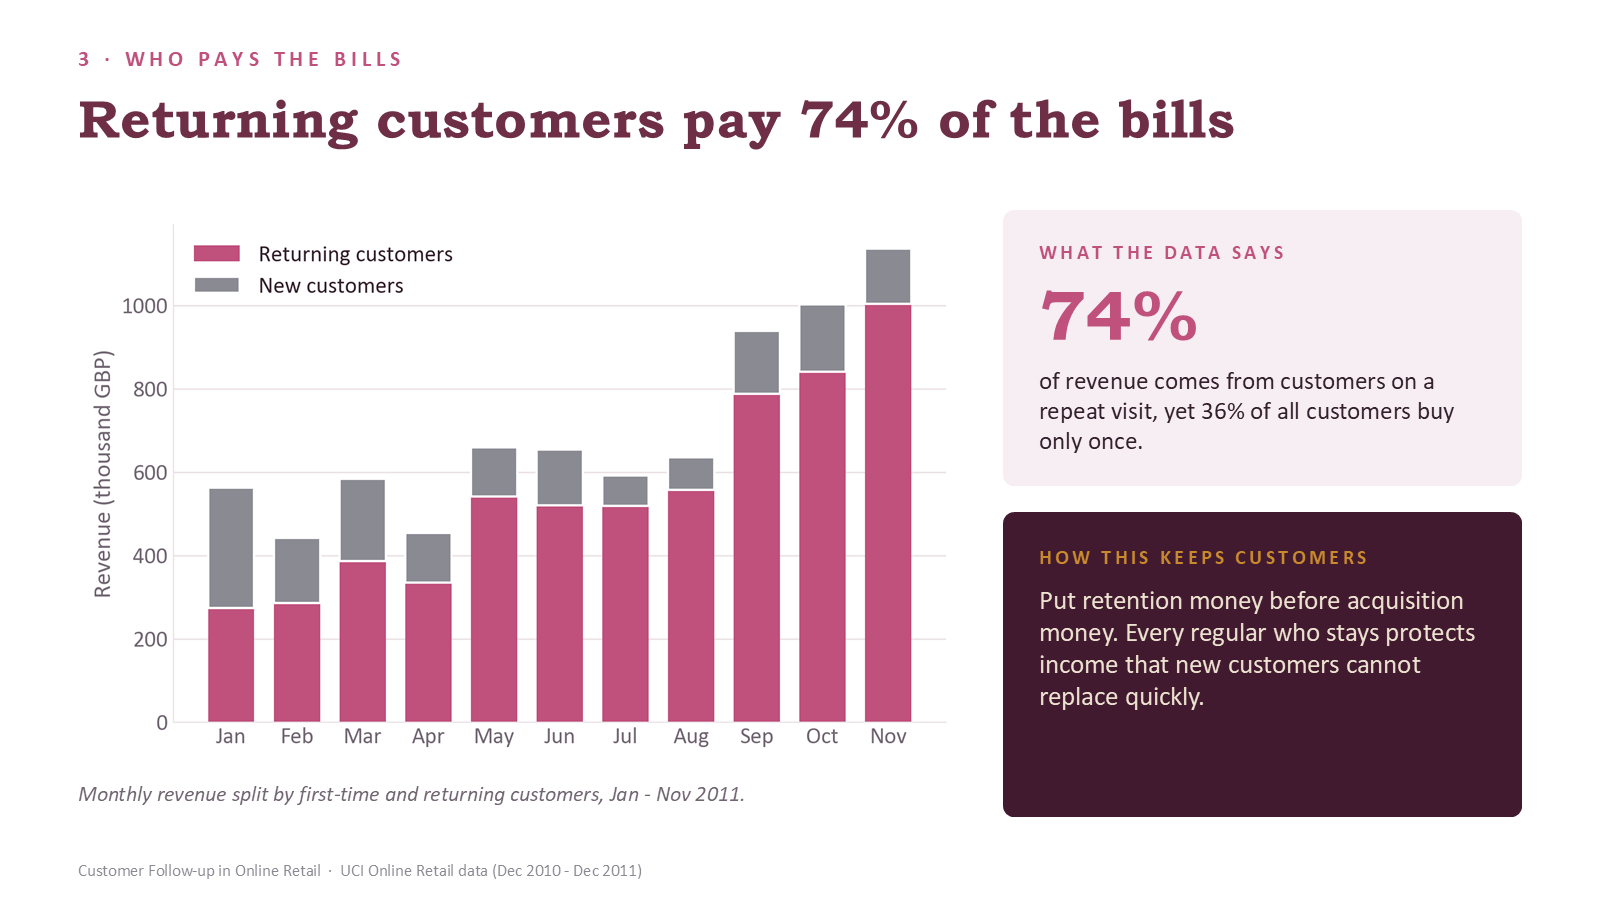 3 · WHO PAYS THE BILLS
Returning customers pay 74% of the bills
Returning customers
New customers
Revenue (thousand GBP)
1000
800
600
400
200
0
Jan Feb Mar Apr May Jun Jul Aug Sep Oct Nov
Monthly revenue split by first-time and returning customers, Jan - Nov 2011.
WHAT THE DATA SAYS
74%
of revenue comes from customers on a
repeat visit, yet 36% of all customers buy
only once.
HOW THIS KEEPS CUSTOMERS
Put retention money before acquisition
money. Every regular who stays protects
income that new customers cannot
replace quickly.
Customer Follow-up in Online Retail · UCI Online Retail data (Dec 2010 - Dec 2011)